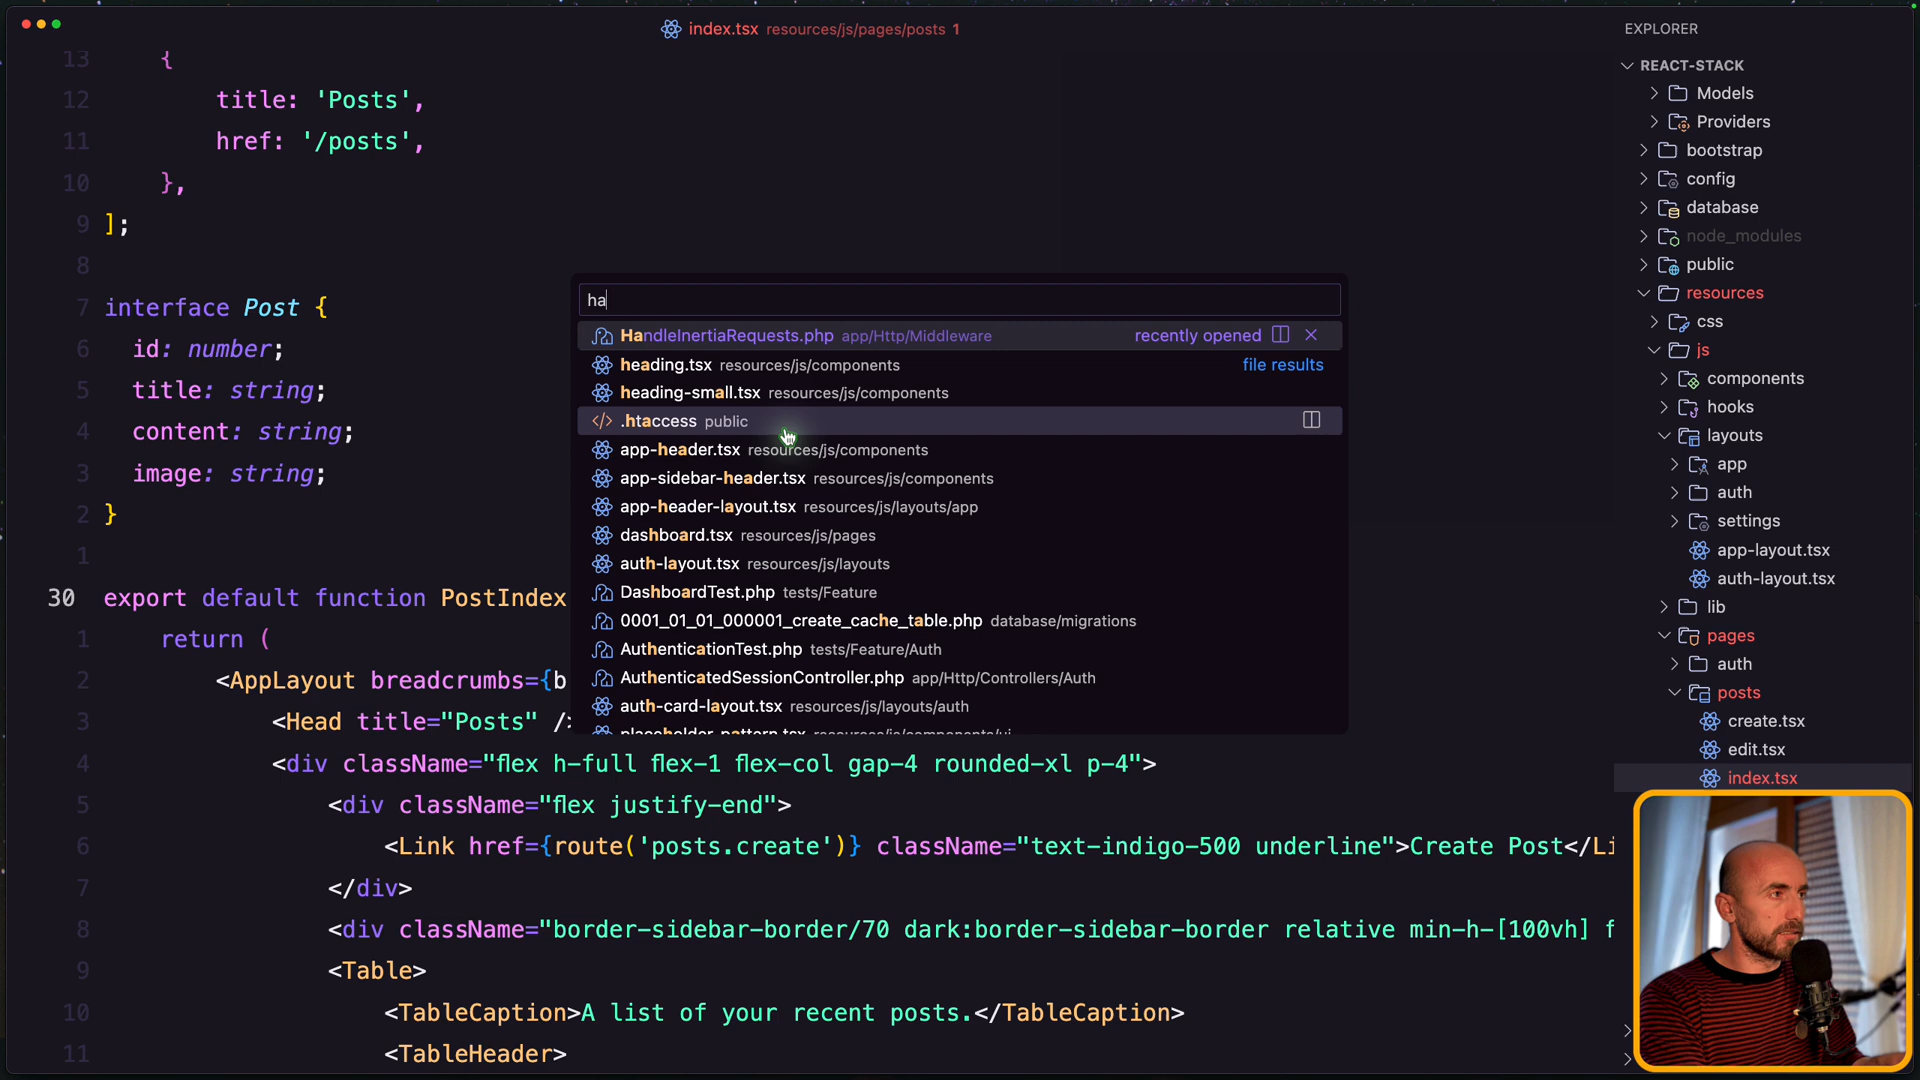 index.tsx resources/js/pages/posts 1
EXPLORER
13 {
12 title: 'Posts',
11 href: '/posts',
10 },
9 ];
8
7 interface Post {
6 id: number;
5 title: string;
4 content: string;
3 image: string;
2 }
1
30 export default function PostIndex
1 return (
2 <AppLayout breadcrumbs={b
3 <Head title="Posts" />
4 <div className="flex h-full flex-1 flex-col gap-4 rounded-xl p-4">
5 <div className="flex justify-end">
6 <Link href={route('posts.create')} className="text-indigo-500 underline">Create Post</Li
7 </div>
8 <div className="border-sidebar-border/70 dark:border-sidebar-border relative min-h-[100vh] f
9 <Table>
10 <TableCaption>A list of your recent posts.</TableCaption>
11 <TableHeader>
ha
HandleInertiaRequests.php app/Http/Middleware recently opened
heading.tsx resources/js/components file results
heading-small.tsx resources/js/components
.htaccess public
app-header.tsx resources/js/components
app-sidebar-header.tsx resources/js/components
app-header-layout.tsx resources/js/layouts/app
dashboard.tsx resources/js/pages
auth-layout.tsx resources/js/layouts
DashboardTest.php tests/Feature
0001_01_01_000001_create_cache_table.php database/migrations
AuthenticationTest.php tests/Feature/Auth
AuthenticatedSessionController.php app/Http/Controllers/Auth
auth-card-layout.tsx resources/js/layouts/auth
placeholder-pattern.tsx resources/js/components/ui
REACT-STACK
Models
Providers
bootstrap
config
database
node_modules
public
resources
css
js
components
hooks
layouts
app
auth
settings
app-layout.tsx
auth-layout.tsx
lib
pages
auth
posts
create.tsx
edit.tsx
index.tsx